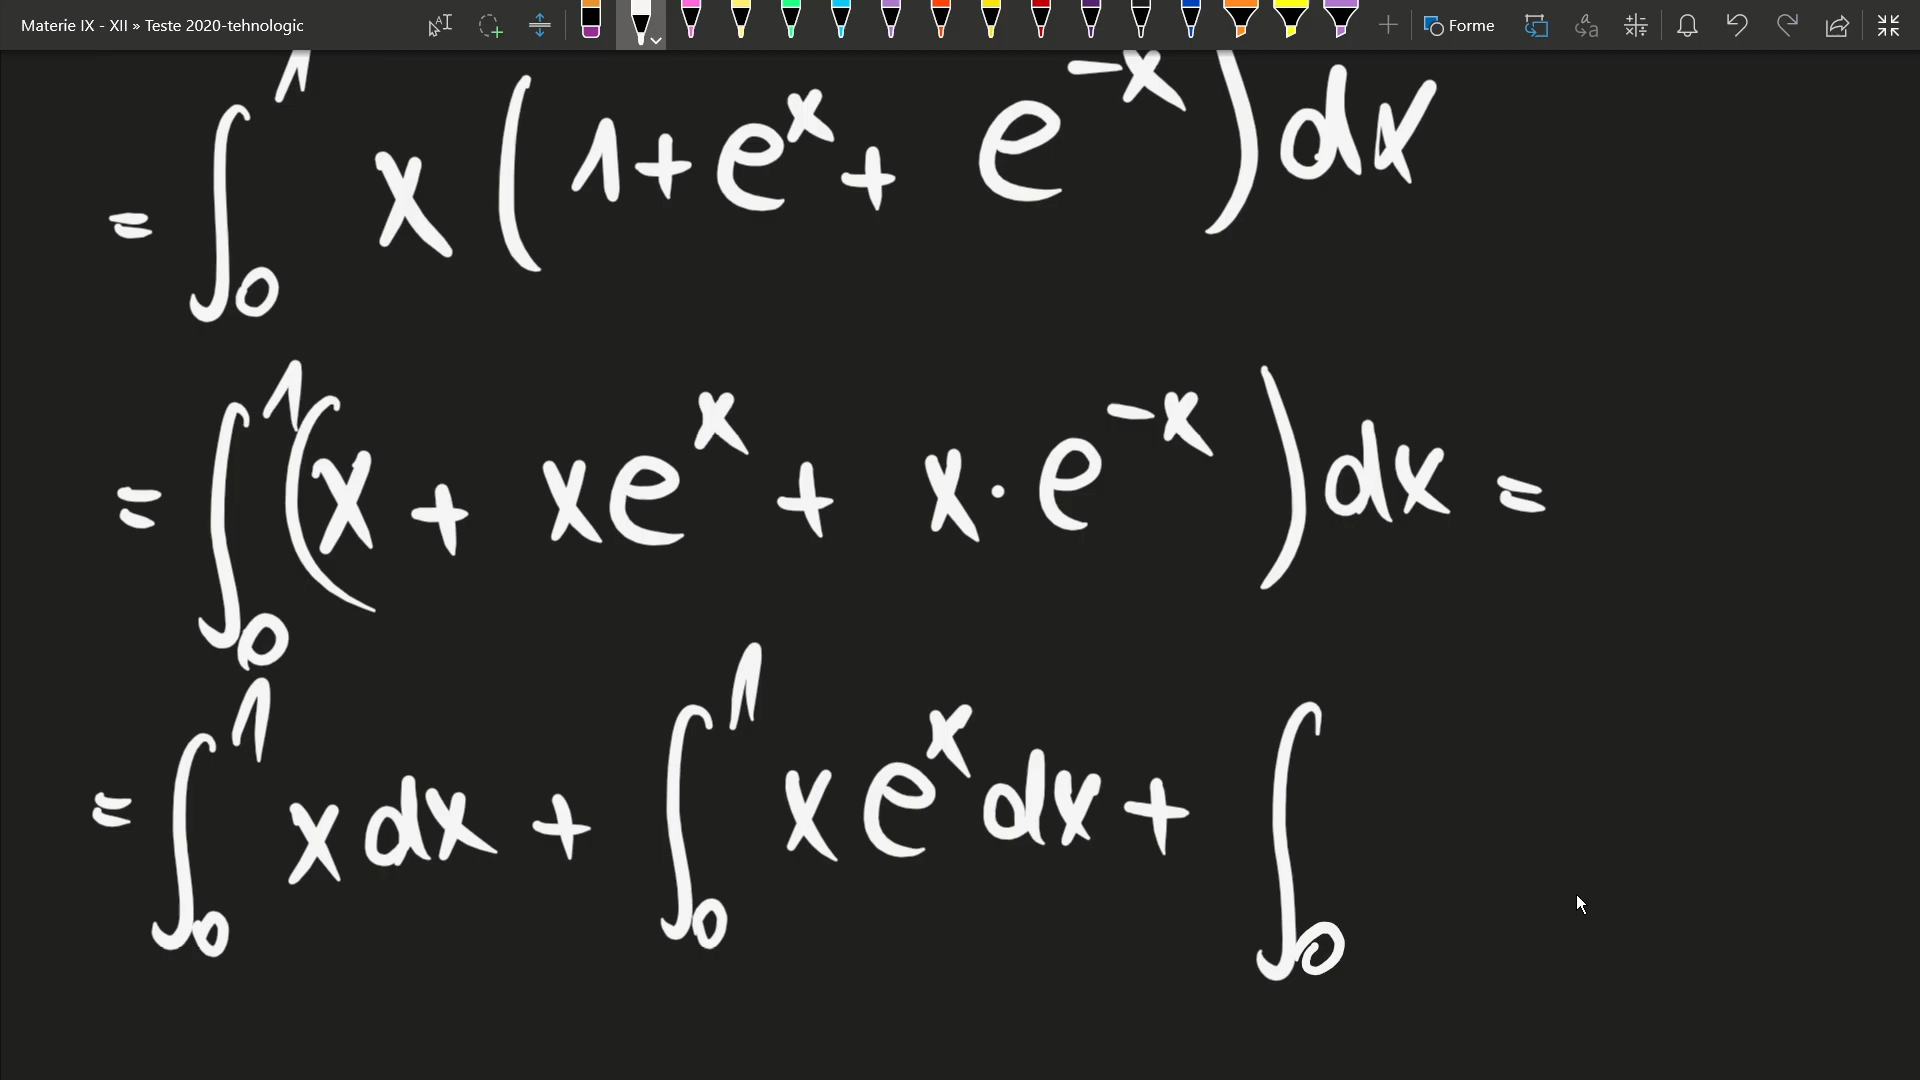 Materie IX - XII » Teste 2020-tehnologic
Forme
= ∫₀¹ x (1 + eˣ + e⁻ˣ) dx
= ∫₀¹ (x + xeˣ + x · e⁻ˣ) dx =
= ∫₀¹ x dx + ∫₀¹ x eˣ dx + ∫₀